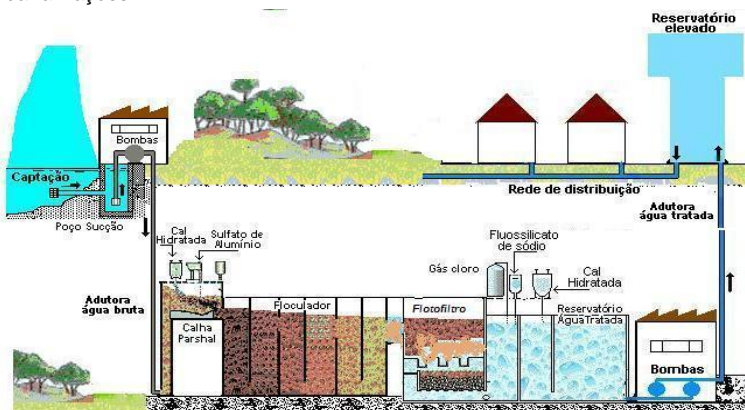 Reservatório
elevado
Bombas
Captação
Poço Sucção
Rede de distribuição
Adutora
água tratada
Cal
Hidratada
Sulfato de
Alumínio
Fluossilicato
de sódio
Gás cloro
Cal
Hidratada
Adutora
água bruta
Floculador
Flotofiltro
Reservatório
Água Tratada
Calha
Parshal
Bombas